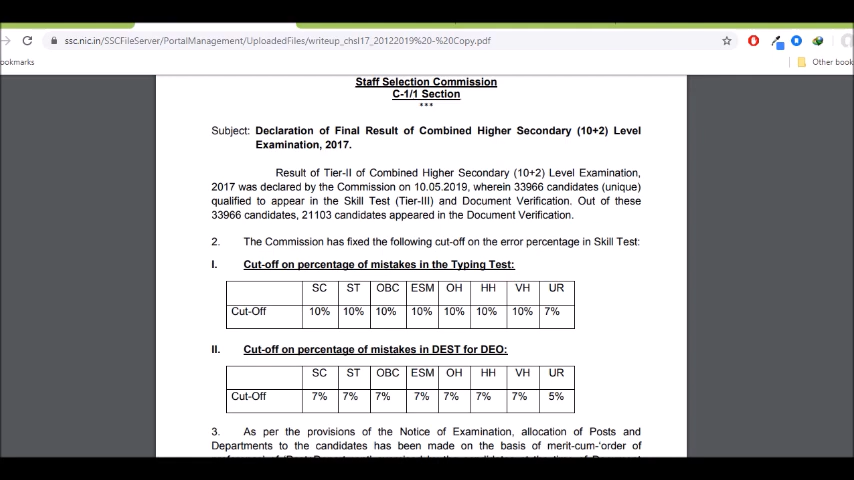 ssc.nic.in/SSCFileServer/PortalManagement/UploadedFiles/writeup_chsl17_20122019%20-%20Copy.pdf
ookmarks
Other book
Staff Selection Commission
C-1/1 Section
***
Subject: Declaration of Final Result of Combined Higher Secondary (10+2) Level
Examination, 2017.
Result of Tier-II of Combined Higher Secondary (10+2) Level Examination,
2017 was declared by the Commission on 10.05.2019, wherein 33966 candidates (unique)
qualified to appear in the Skill Test (Tier-III) and Document Verification. Out of these
33966 candidates, 21103 candidates appeared in the Document Verification.
2. The Commission has fixed the following cut-off on the error percentage in Skill Test:
I. Cut-off on percentage of mistakes in the Typing Test:
SC ST OBC ESM OH HH VH UR
Cut-Off 10% 10% 10% 10% 10% 10% 10% 7%
II. Cut-off on percentage of mistakes in DEST for DEO:
SC ST OBC ESM OH HH VH UR
Cut-Off 7% 7% 7% 7% 7% 7% 7% 5%
3. As per the provisions of the Notice of Examination, allocation of Posts and
Departments to the candidates has been made on the basis of merit-cum-'order of